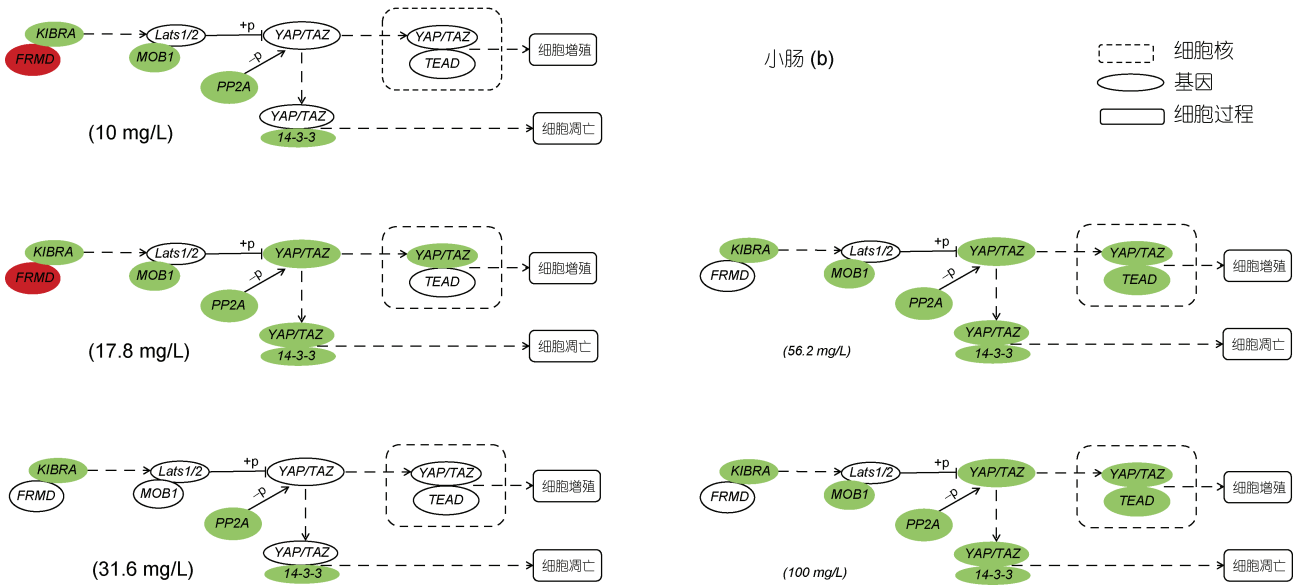 KIBRA
FRMD
Lats1/2
MOB1
+p
YAP/TAZ
–p
PP2A
YAP/TAZ
TEAD
细胞增殖
YAP/TAZ
14-3-3
细胞凋亡
(10 mg/L)
小肠 (b)
细胞核
基因
细胞过程
KIBRA
FRMD
Lats1/2
MOB1
+p
YAP/TAZ
–p
PP2A
YAP/TAZ
TEAD
细胞增殖
YAP/TAZ
14-3-3
细胞凋亡
(17.8 mg/L)
KIBRA
FRMD
Lats1/2
MOB1
+p
YAP/TAZ
–p
PP2A
YAP/TAZ
TEAD
细胞增殖
YAP/TAZ
14-3-3
细胞凋亡
(56.2 mg/L)
KIBRA
FRMD
Lats1/2
MOB1
+p
YAP/TAZ
–p
PP2A
YAP/TAZ
TEAD
细胞增殖
YAP/TAZ
14-3-3
细胞凋亡
(31.6 mg/L)
KIBRA
FRMD
Lats1/2
MOB1
+p
YAP/TAZ
–p
PP2A
YAP/TAZ
TEAD
细胞增殖
YAP/TAZ
14-3-3
细胞凋亡
(100 mg/L)